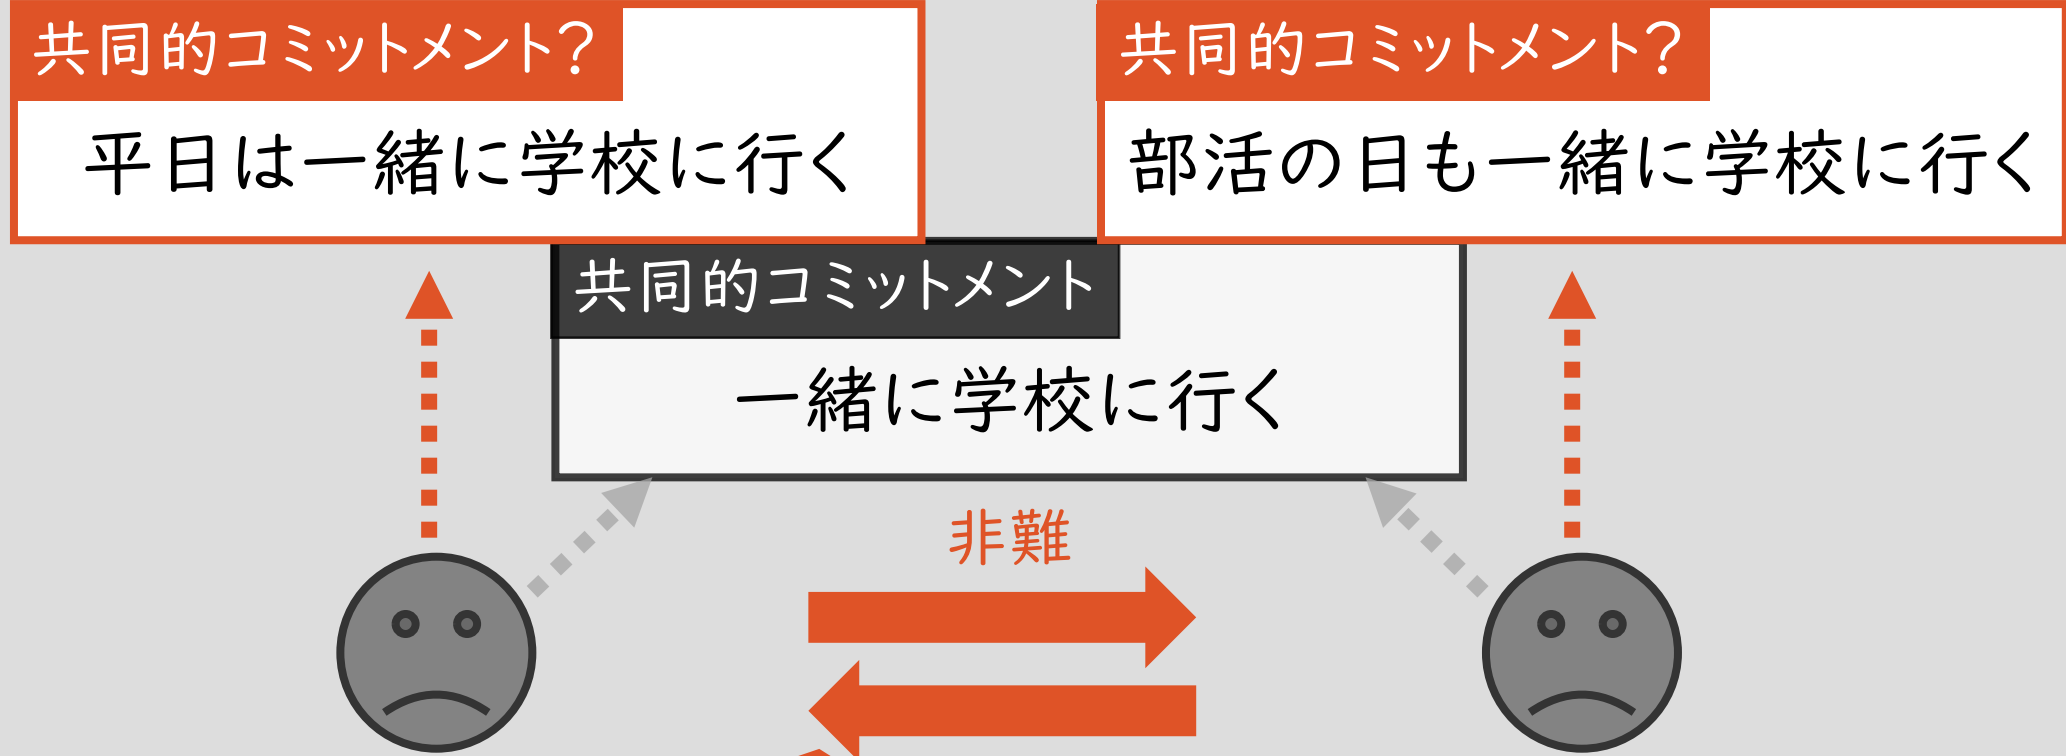 共同的コミットメント？
平日は一緒に学校に行く
共同的コミットメント？
部活の日も一緒に学校に行く
共同的コミットメント
一緒に学校に行く
非難